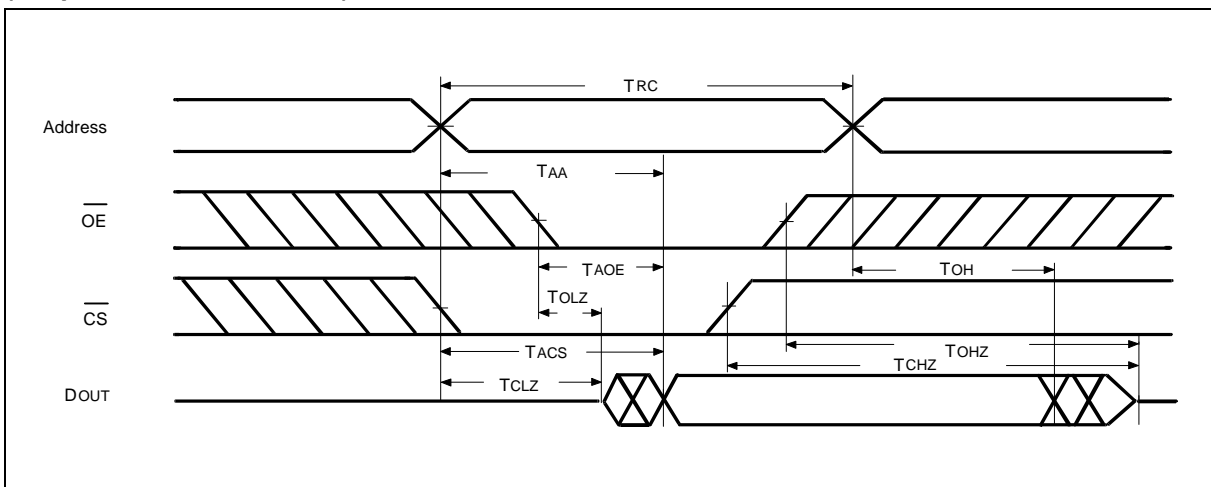 TRC
Address
TAA
OE
TAOE
TOH
TOLZ
CS
TOHZ
TACS
TCHZ
TCLZ
DOUT